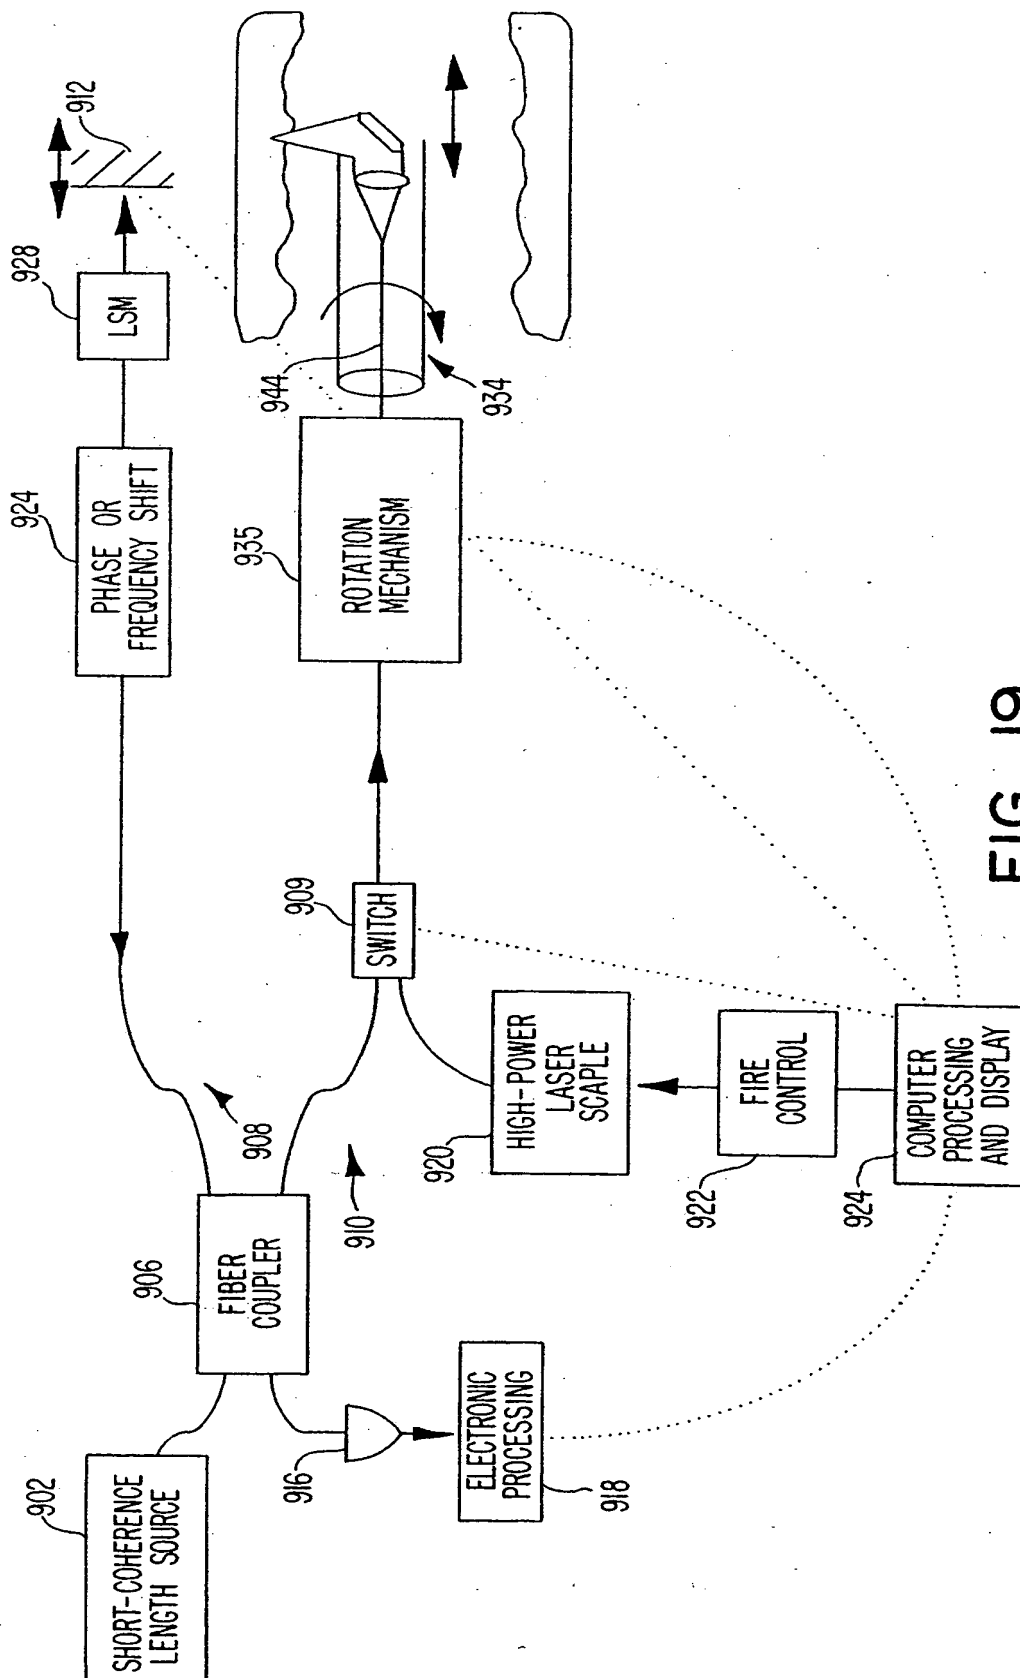 902
SHORT-COHERENCE
LENGTH SOURCE
906
FIBER
COUPLER
908
910
916
ELECTRONIC
PROCESSING
918
924
PHASE OR
FREQUENCY SHIFT
928
LSM
912
909
SWITCH
935
ROTATION
MECHANISM
944
934
HIGH-POWER
LASER
SCAPLE
920
FIRE
CONTROL
922
COMPUTER
PROCESSING
AND DISPLAY
924
FIG. 19